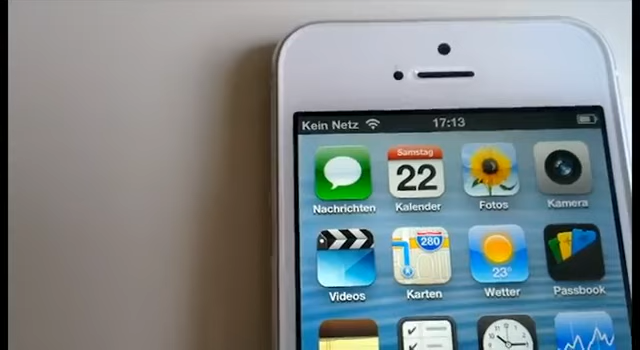 Kein Netz 17:13
Samstag
22
Nachrichten Kalender Fotos Kamera
280
23°
Videos Karten Wetter Passbook